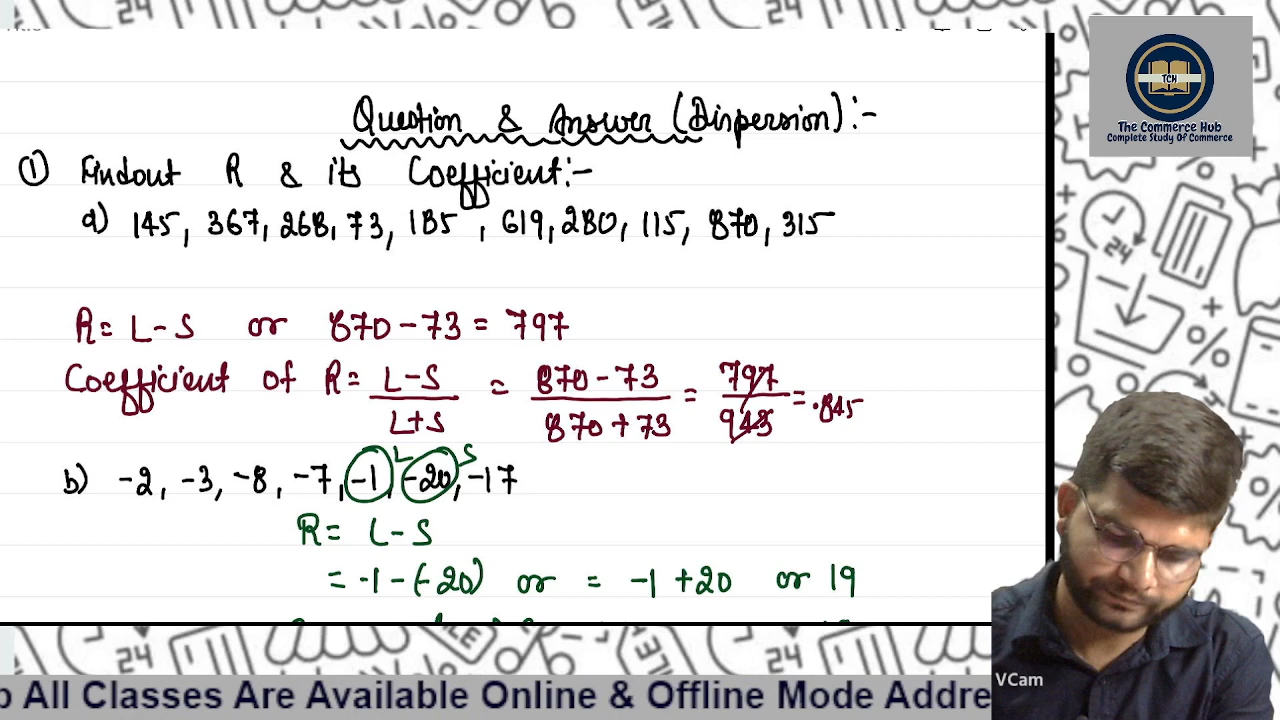 Question & Answer (Dispersion):-
① Findout R & its Coefficient:-
a) 145, 367, 268, 73, 185, 619, 280, 115, 870, 315
R= L-S or 870-73 = 797
Coefficient of R= L-S / L+S = 870-73 / 870+73 = 797 / 943 = .845
b) -2, -3, -8, -7, -1 L, -20 S, -17
R= L-S
= -1-(-20) or = -1+20 or 19
TCH
The Commerce Hub
Complete Study Of Commerce
VCam
All Classes Are Available Online & Offline Mode Addre